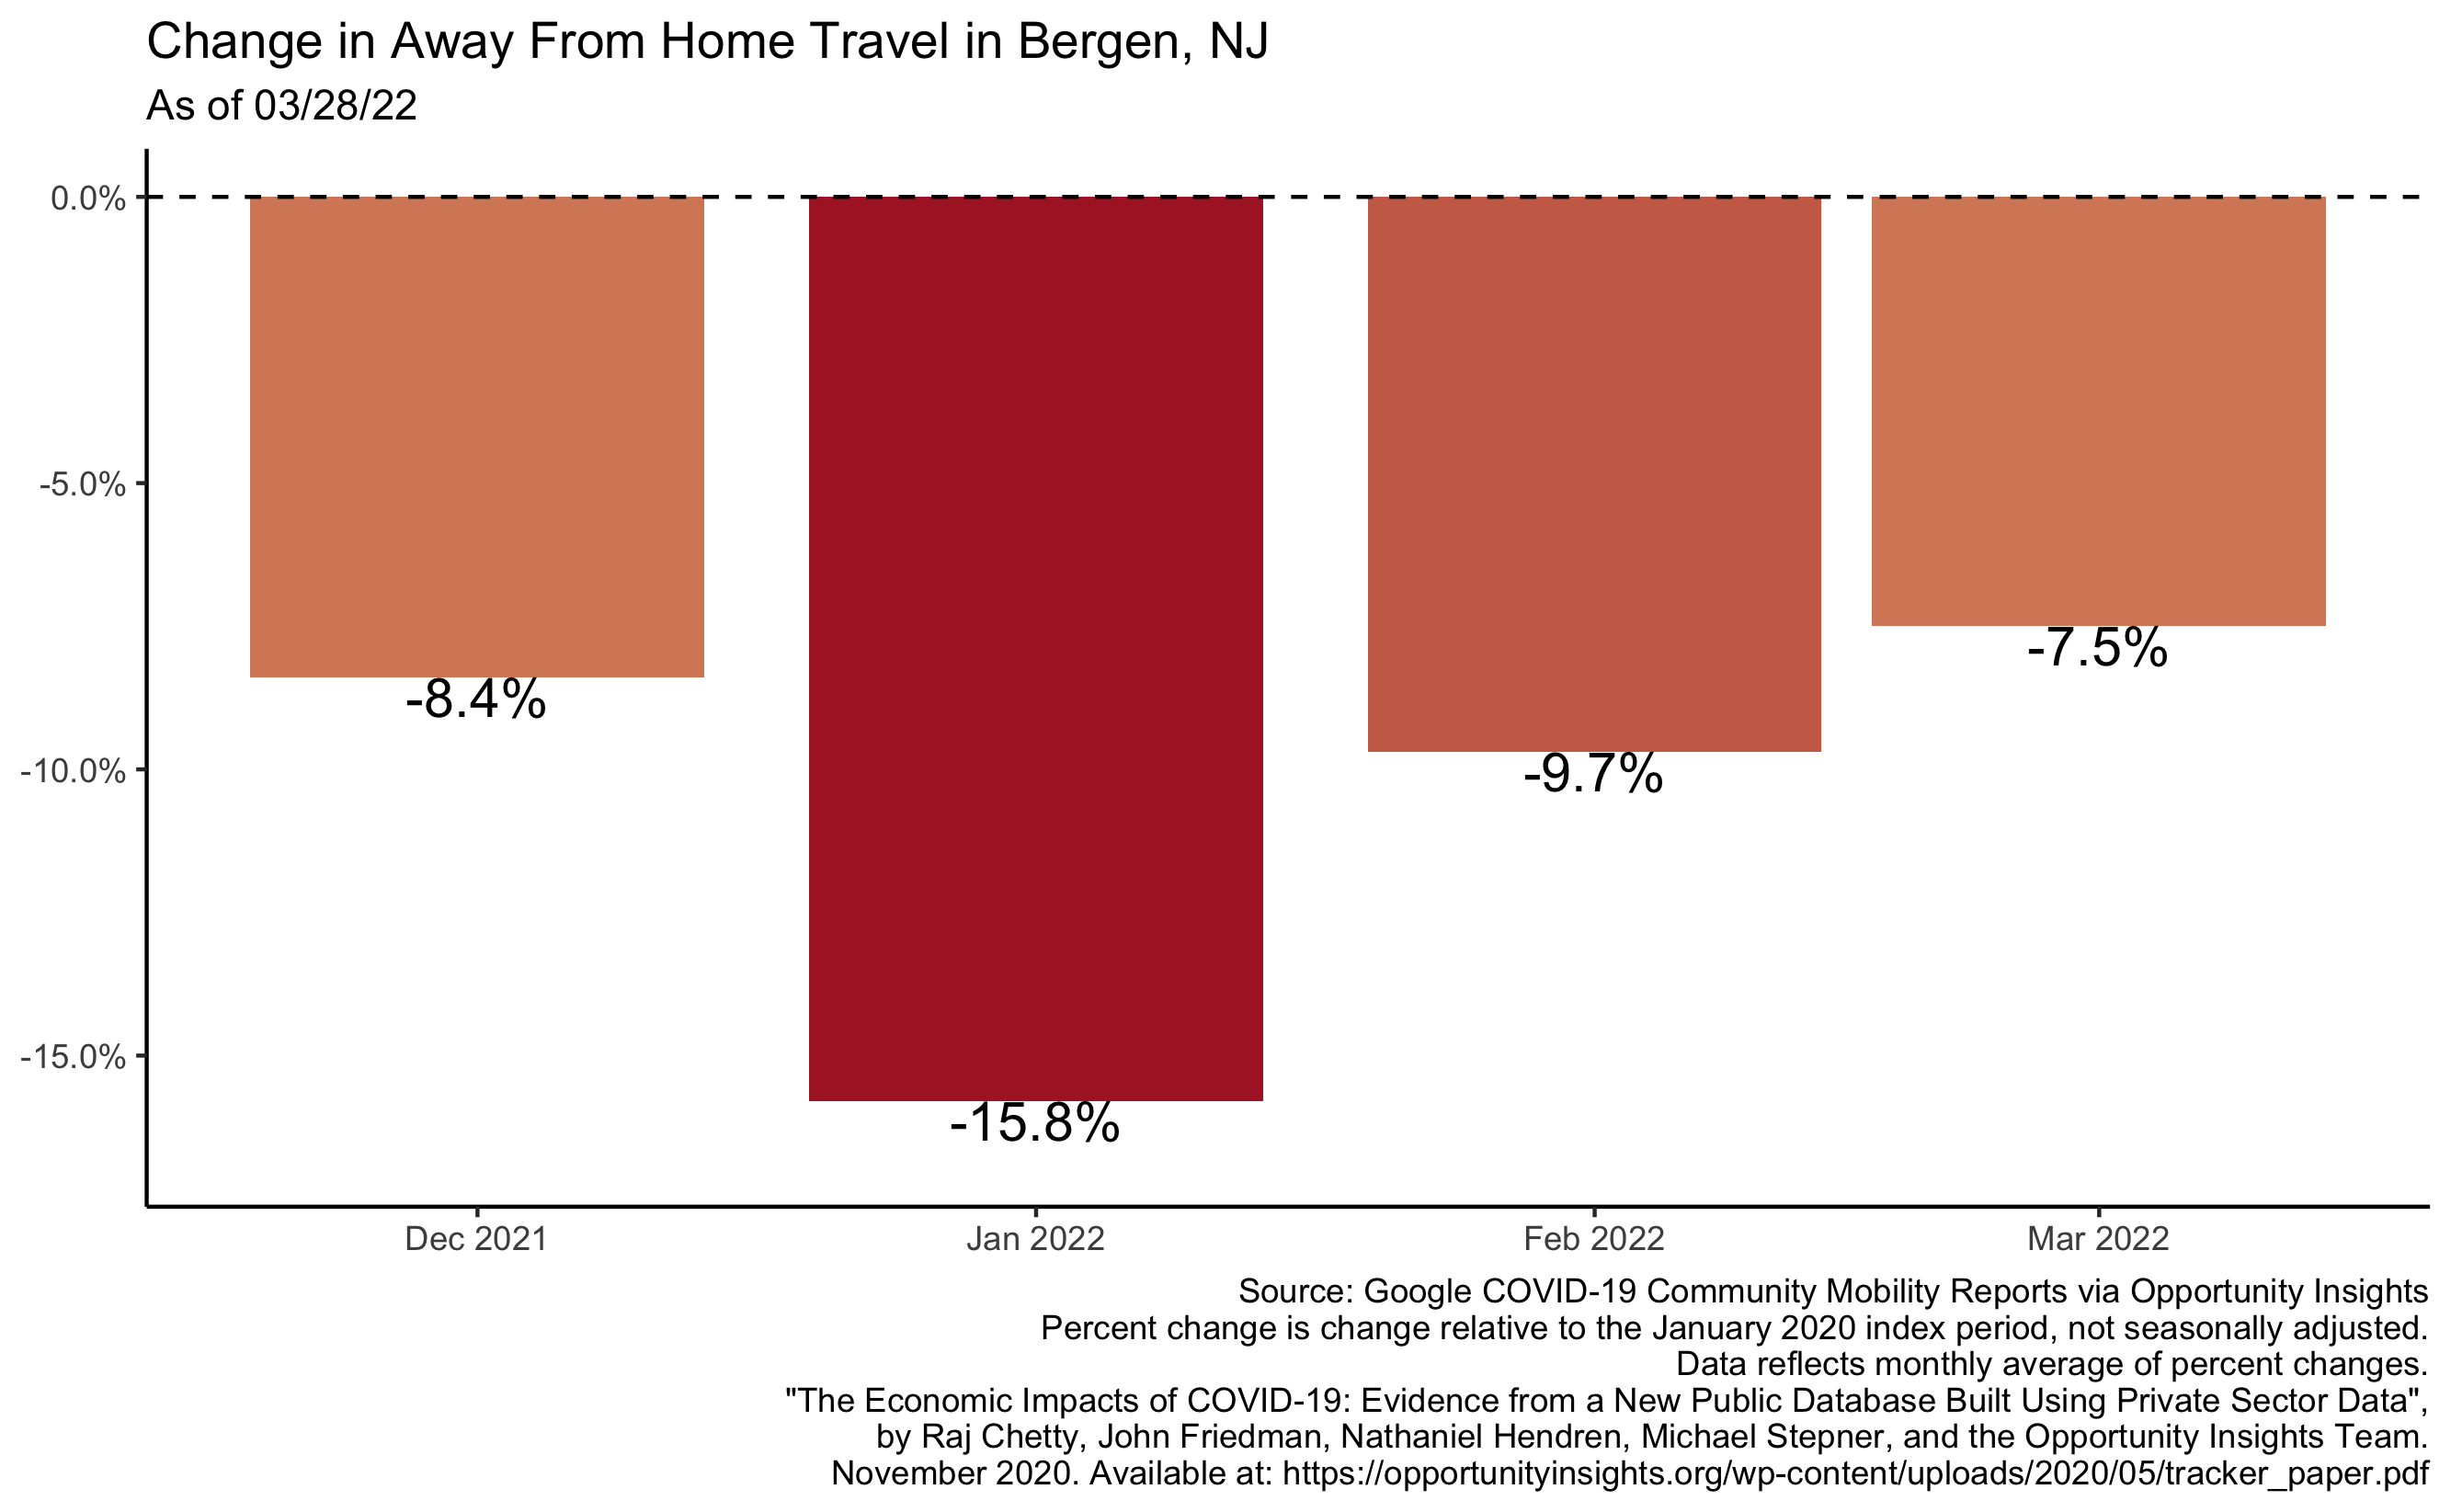 Change in Away From Home Travel in Bergen, NJ
As of 03/28/22
0.0%
-5.0%
-10.0%
-15.0%
-8.4%
-15.8%
-9.7%
-7.5%
Dec 2021
Jan 2022
Feb 2022
Mar 2022
Source: Google COVID-19 Community Mobility Reports via Opportunity Insights
Percent change is change relative to the January 2020 index period, not seasonally adjusted.
Data reflects monthly average of percent changes.
"The Economic Impacts of COVID-19: Evidence from a New Public Database Built Using Private Sector Data",
by Raj Chetty, John Friedman, Nathaniel Hendren, Michael Stepner, and the Opportunity Insights Team.
November 2020. Available at: https://opportunityinsights.org/wp-content/uploads/2020/05/tracker_paper.pdf